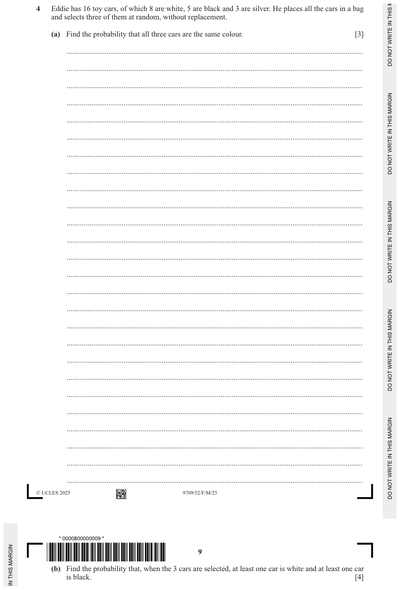 4 Eddie has 16 toy cars, of which 8 are white, 5 are black and 3 are silver. He places all the cars in a bag
and selects three of them at random, without replacement.
(a) Find the probability that all three cars are the same colour. [3]
© UCLES 2025 9709/52/F/M/25
* 0000800000009 *
9
(b) Find the probability that, when the 3 cars are selected, at least one car is white and at least one car
is black. [4]
DO NOT WRITE IN THIS M
DO NOT WRITE IN THIS MARGIN
DO NOT WRITE IN THIS MARGIN
DO NOT WRITE IN THIS MARGIN
DO NOT WRITE IN THIS MARGIN
IN THIS MARGIN